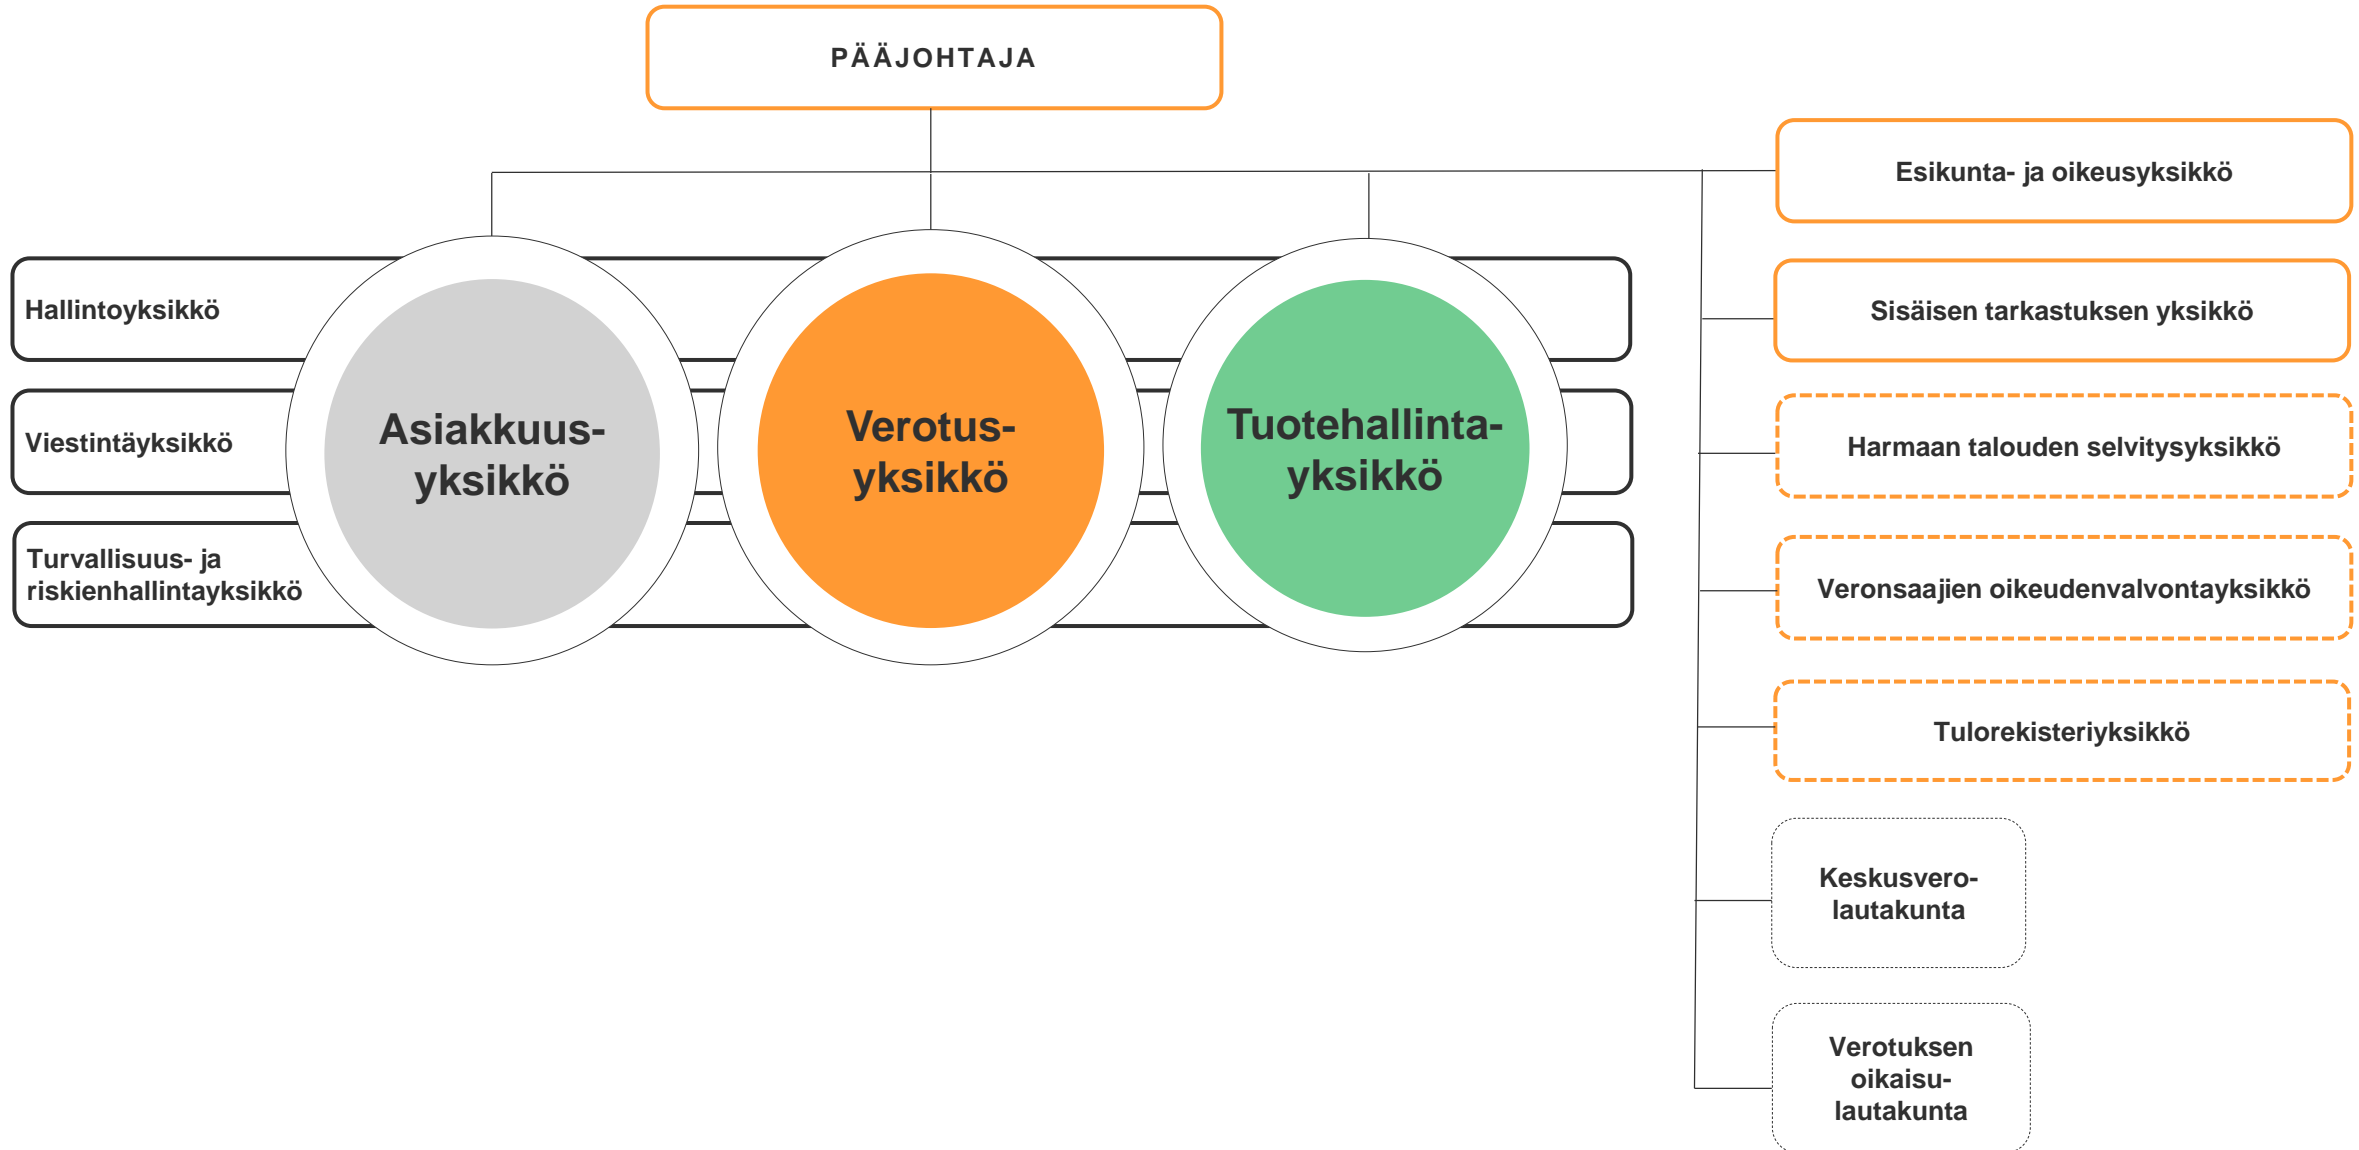 PÄÄJOHTAJA
Esikunta- ja oikeusyksikkö
Hallintoyksikkö
Sisäisen tarkastuksen yksikkö
Viestintäyksikkö
Asiakkuus-
yksikkö
Verotus-
yksikkö
Tuotehallinta-
yksikkö
Harmaan talouden selvitysyksikkö
Turvallisuus- ja
riskienhallintayksikkö
Veronsaajien oikeudenvalvontayksikkö
Tulorekisteriyksikkö
Keskusvero-
lautakunta
Verotuksen
oikaisu-
lautakunta